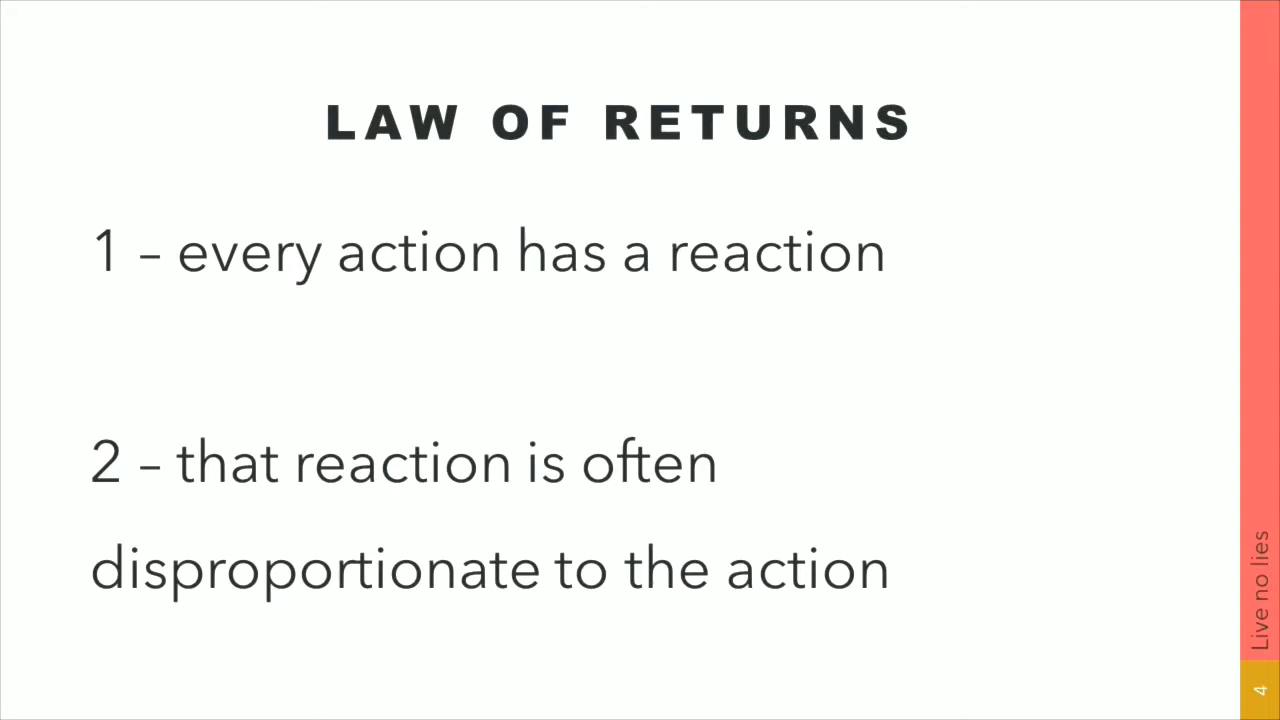 LAW OF RETURNS
1 – every action has a reaction
2 – that reaction is often
disproportionate to the action
Live no lies
4